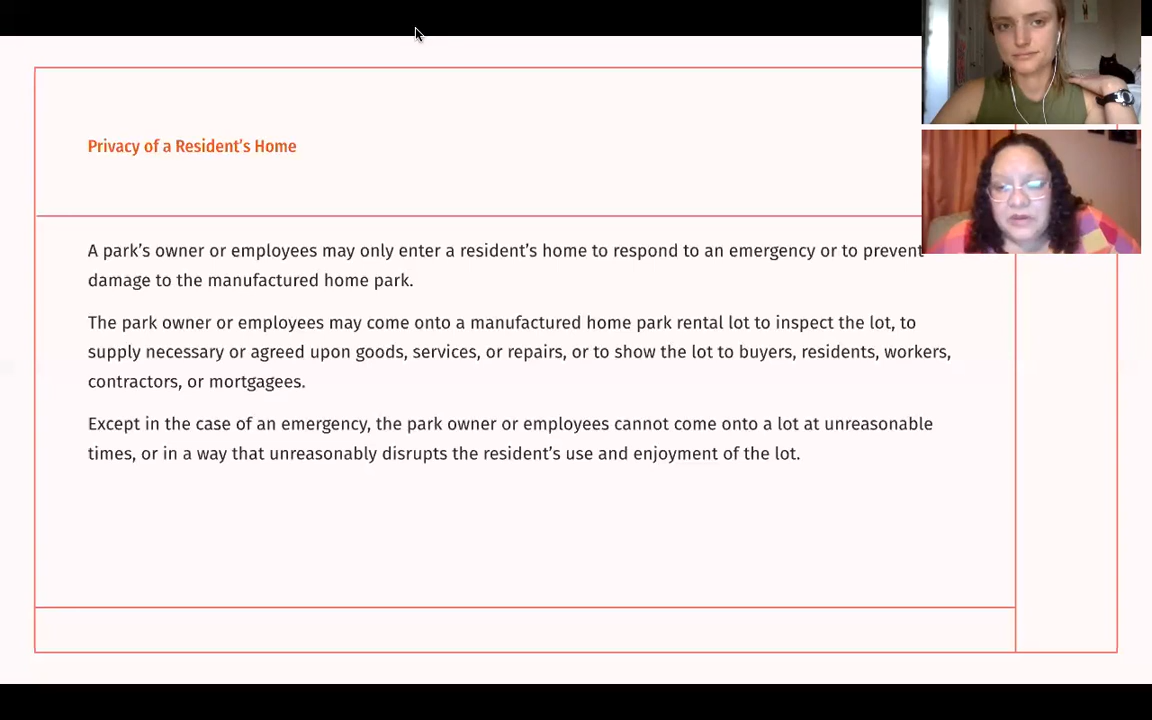 Privacy of a Resident’s Home
A park’s owner or employees may only enter a resident’s home to respond to an emergency or to prevent
damage to the manufactured home park.
The park owner or employees may come onto a manufactured home park rental lot to inspect the lot, to
supply necessary or agreed upon goods, services, or repairs, or to show the lot to buyers, residents, workers,
contractors, or mortgagees.
Except in the case of an emergency, the park owner or employees cannot come onto a lot at unreasonable
times, or in a way that unreasonably disrupts the resident’s use and enjoyment of the lot.